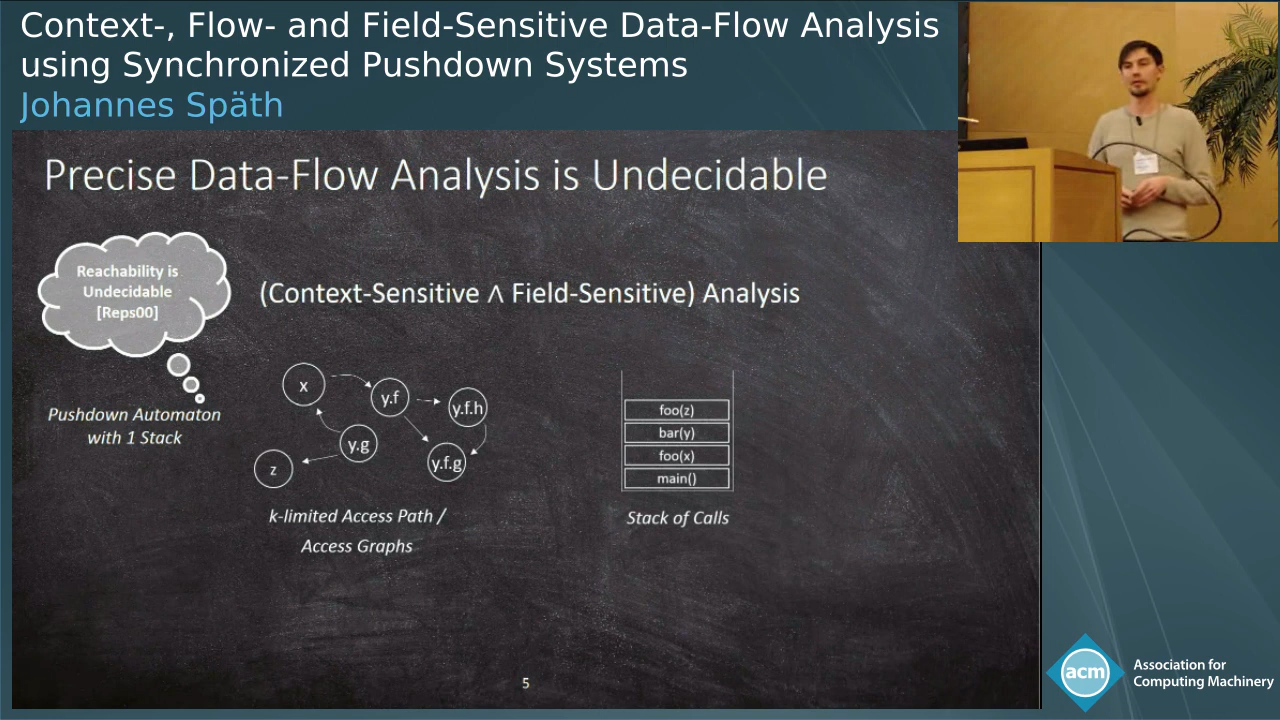 Context-, Flow- and Field-Sensitive Data-Flow Analysis
using Synchronized Pushdown Systems
Johannes Späth
Precise Data-Flow Analysis is Undecidable
Reachability is
Undecidable
[Reps00]
(Context-Sensitive ∧ Field-Sensitive) Analysis
Pushdown Automaton
with 1 Stack
x
y.f
y.f.h
y.g
y.f.g
z
k-limited Access Path /
Access Graphs
foo(z)
bar(y)
foo(x)
main()
Stack of Calls
5
acm
Association for
Computing Machinery